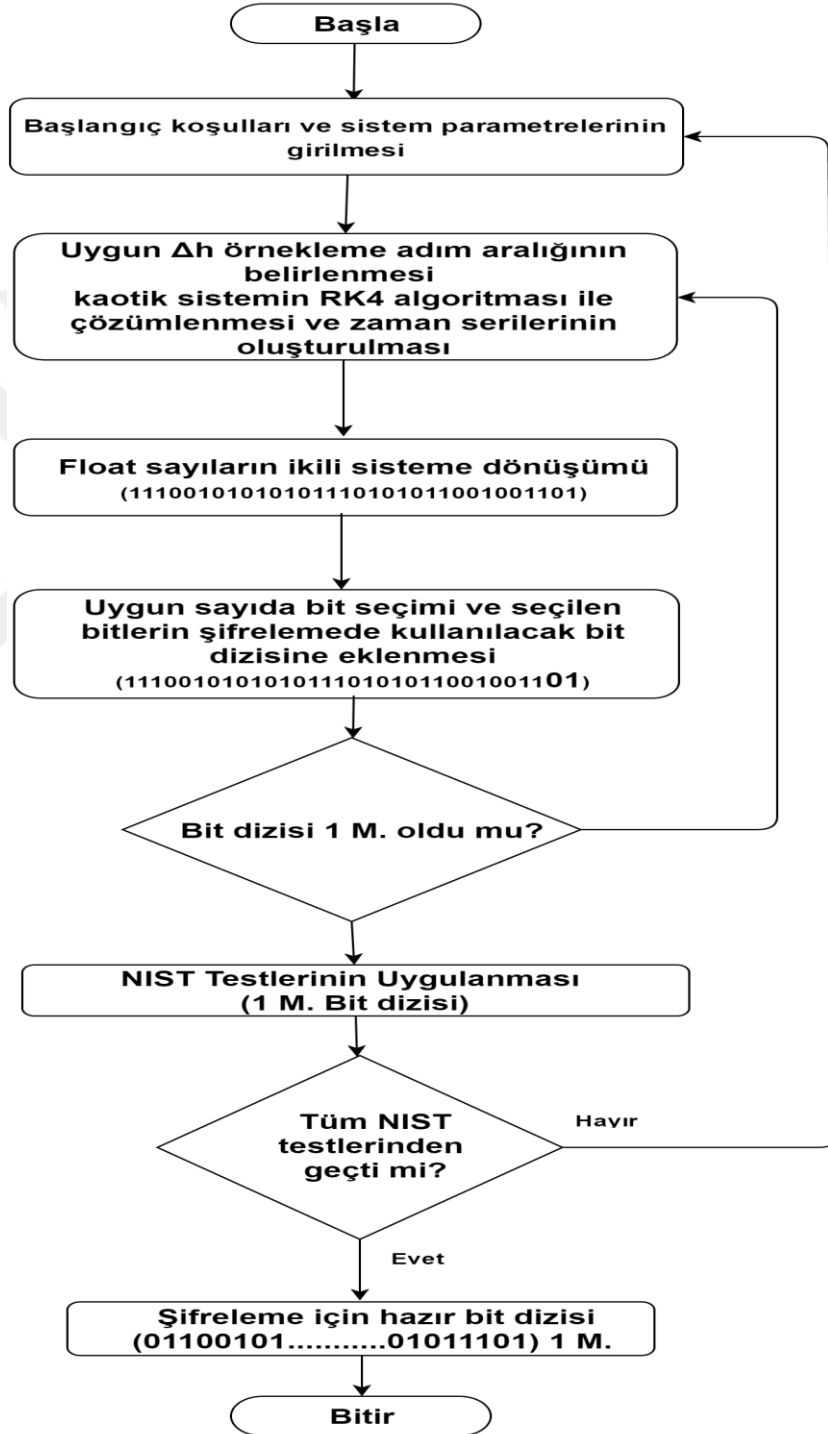 Başla
Başlangıç koşulları ve sistem parametrelerinin
girilmesi
Uygun Δh örnekleme adım aralığının
belirlenmesi
kaotik sistemin RK4 algoritması ile
çözümlenmesi ve zaman serilerinin
oluşturulması
Float sayıların ikili sisteme dönüşümü
(11100101010101110101011001001101)
Uygun sayıda bit seçimi ve seçilen
bitlerin şifrelemede kullanılacak bit
dizisine eklenmesi
(11100101010101110101011001001101)
Bit dizisi 1 M. oldu mu?
NIST Testlerinin Uygulanması
(1 M. Bit dizisi)
Tüm NIST
testlerinden
geçti mi?
Hayır
Evet
Şifreleme için hazır bit dizisi
(01100101...........01011101) 1 M.
Bitir